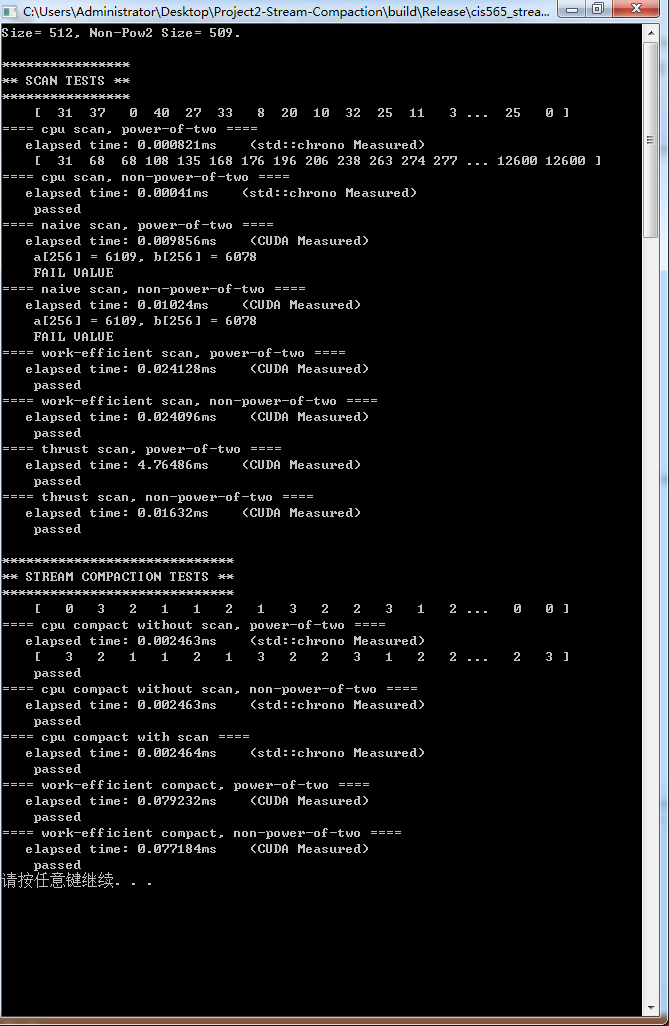 C:\Users\Administrator\Desktop\Project2-Stream-Compaction\build\Release\cis565_strea...
Size= 512, Non-Pow2 Size= 509.
****************
** SCAN TESTS **
****************
[ 31 37 0 40 27 33 8 20 10 32 25 11 3 ... 25 0 ]
==== cpu scan, power-of-two ====
elapsed time: 0.000821ms (std::chrono Measured)
[ 31 68 68 108 135 168 176 196 206 238 263 274 277 ... 12600 12600 ]
==== cpu scan, non-power-of-two ====
elapsed time: 0.00041ms (std::chrono Measured)
passed
==== naive scan, power-of-two ====
elapsed time: 0.009856ms (CUDA Measured)
a[256] = 6109, b[256] = 6078
FAIL VALUE
==== naive scan, non-power-of-two ====
elapsed time: 0.01024ms (CUDA Measured)
a[256] = 6109, b[256] = 6078
FAIL VALUE
==== work-efficient scan, power-of-two ====
elapsed time: 0.024128ms (CUDA Measured)
passed
==== work-efficient scan, non-power-of-two ====
elapsed time: 0.024096ms (CUDA Measured)
passed
==== thrust scan, power-of-two ====
elapsed time: 4.76486ms (CUDA Measured)
passed
==== thrust scan, non-power-of-two ====
elapsed time: 0.01632ms (CUDA Measured)
passed
*****************************
** STREAM COMPACTION TESTS **
*****************************
[ 0 3 2 1 1 2 1 3 2 2 3 1 2 ... 0 0 ]
==== cpu compact without scan, power-of-two ====
elapsed time: 0.002463ms (std::chrono Measured)
[ 3 2 1 1 2 1 3 2 2 3 1 2 2 ... 2 3 ]
passed
==== cpu compact without scan, non-power-of-two ====
elapsed time: 0.002463ms (std::chrono Measured)
passed
==== cpu compact with scan ====
elapsed time: 0.002464ms (std::chrono Measured)
passed
==== work-efficient compact, power-of-two ====
elapsed time: 0.079232ms (CUDA Measured)
passed
==== work-efficient compact, non-power-of-two ====
elapsed time: 0.077184ms (CUDA Measured)
passed
请按任意键继续. . .